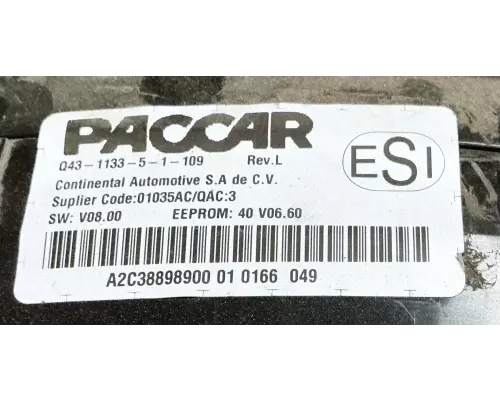 PACCAR
Q43-1133-5-1-109 Rev.L
Continental Automotive S.A de C.V.
Suplier Code:01035AC/QAC:3
SW: V08.00 EEPROM: 40 V06.60
ESI
A2C38898900 01 0166 049